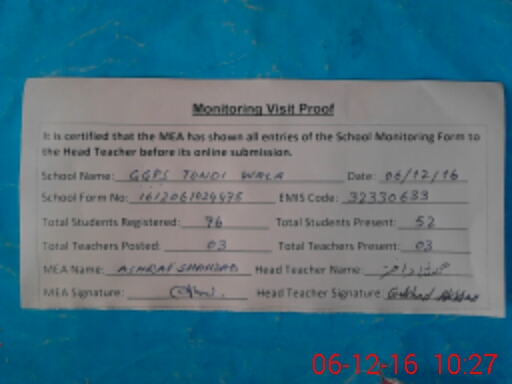 Monitoring Visit Proof
It is certified that the MEA has shown all entries of the School Monitoring Form to
the Head Teacher before its online submission.
School Name: GGPS TONDI WALA Date: 06/12/16
School Form No: EMIS Code: 32330633
Total Students Registered: 76 Total Students Present: 52
Total Teachers Posted: 03 Total Teachers Present: 03
MEA Name: ASHRAF SHAHZAD Head Teacher Name:
MEA Signature: Head Teacher Signature:
06-12-16 10:27